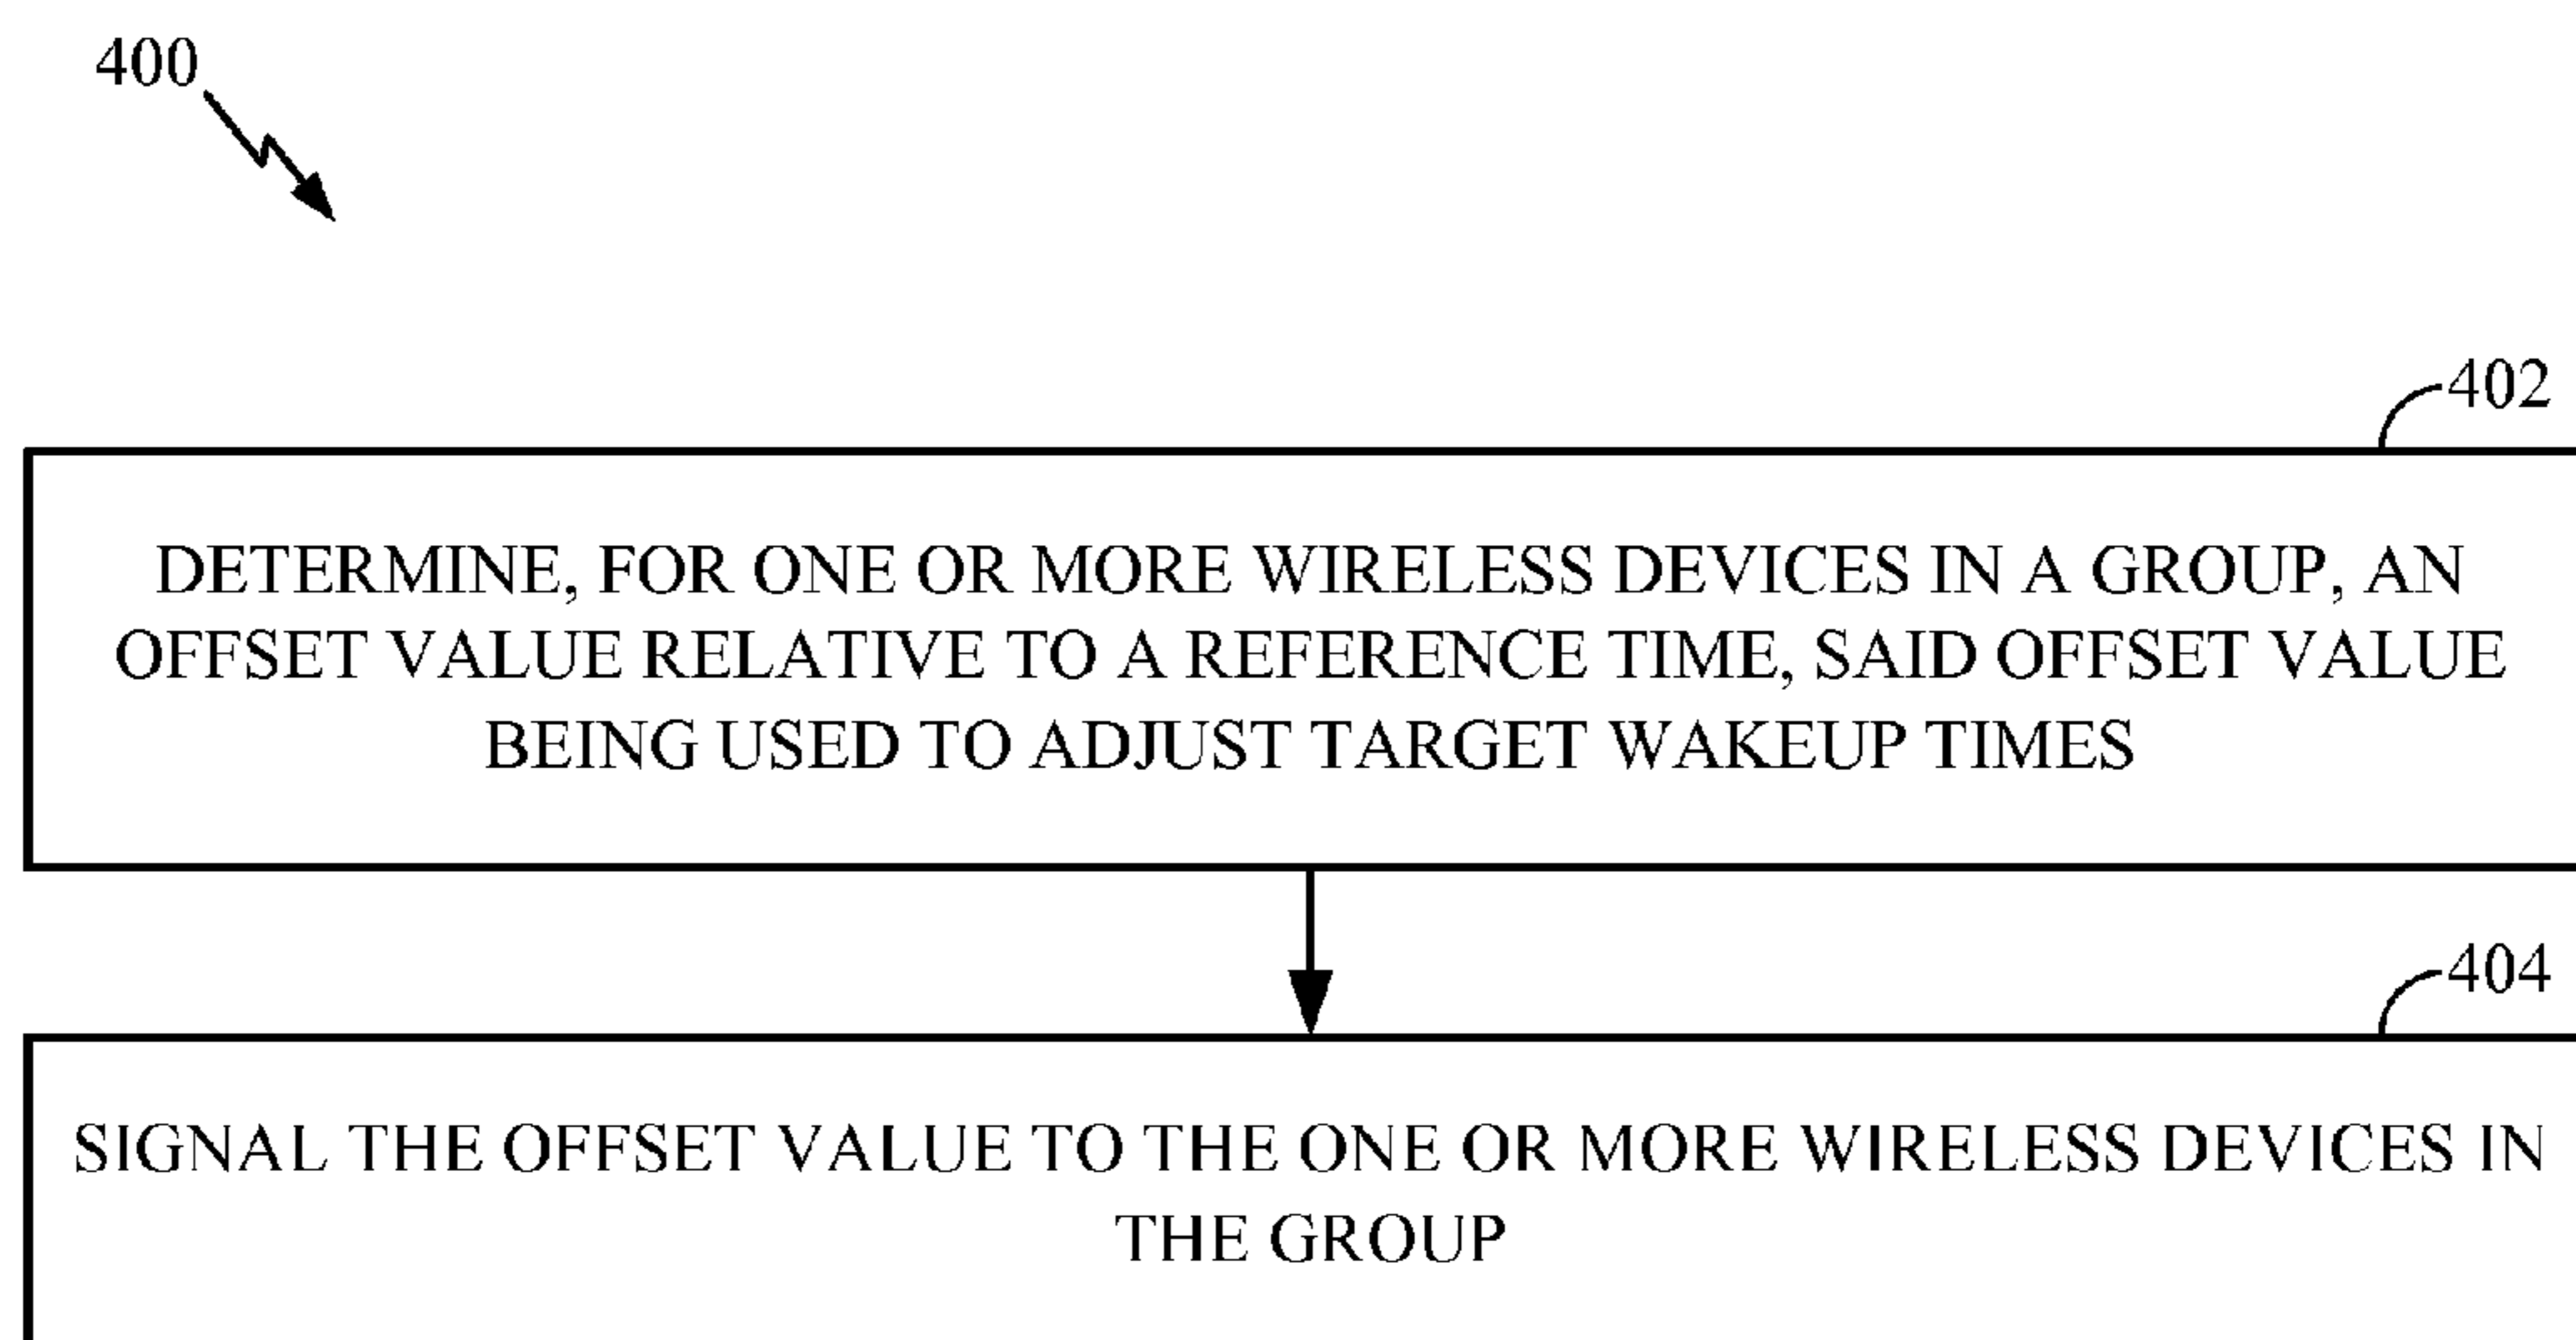 400
402
DETERMINE, FOR ONE OR MORE WIRELESS DEVICES IN A GROUP, AN
OFFSET VALUE RELATIVE TO A REFERENCE TIME, SAID OFFSET VALUE
BEING USED TO ADJUST TARGET WAKEUP TIMES
404
SIGNAL THE OFFSET VALUE TO THE ONE OR MORE WIRELESS DEVICES IN
THE GROUP